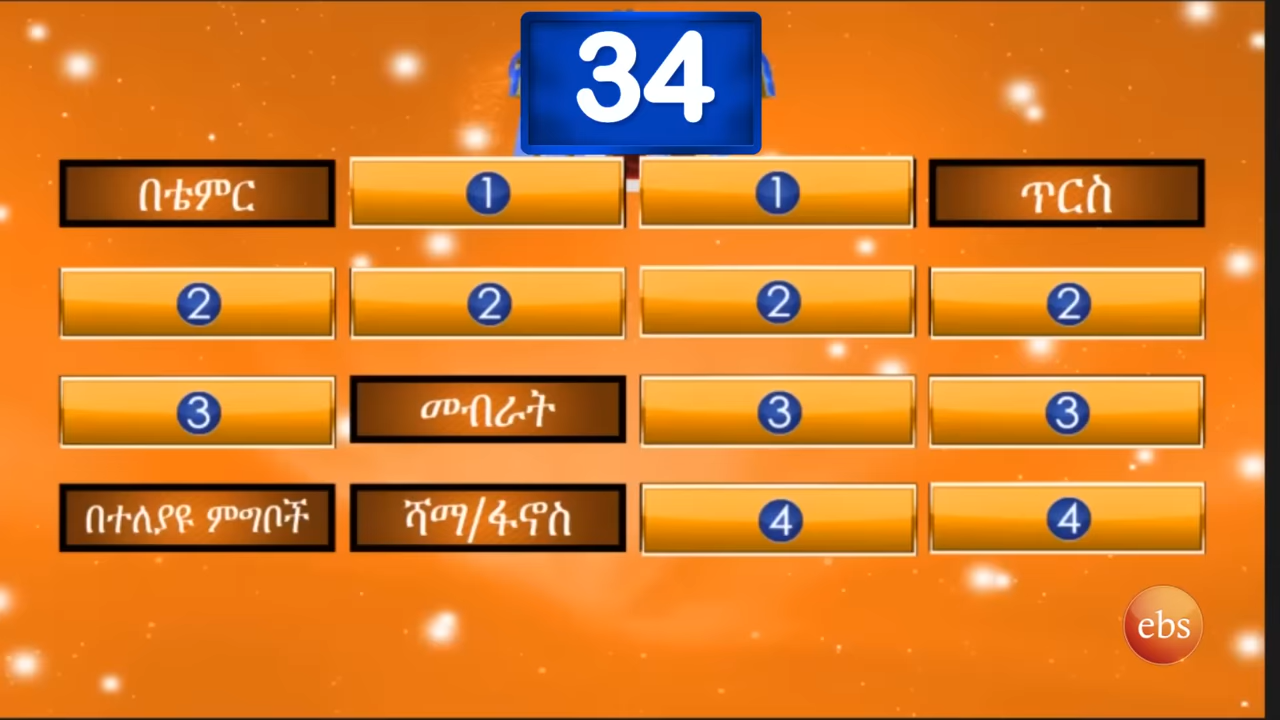 34
በቴምር 1 1 ጥርስ
2 2 2 2
3 መብራት 3 3
በተለያዩ ምግቦች ሻማ/ፋኖስ 4 4
ebs